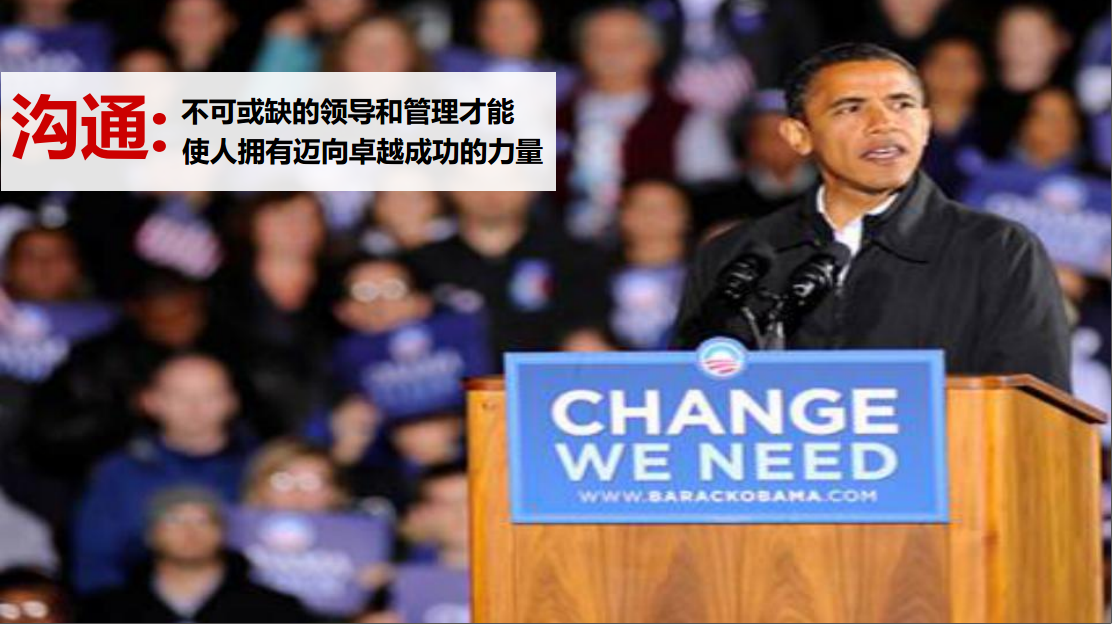 沟通:
不可或缺的领导和管理才能
使人拥有迈向卓越成功的力量
CHANGE
WE NEED
WWW.BARACKOBAMA.COM